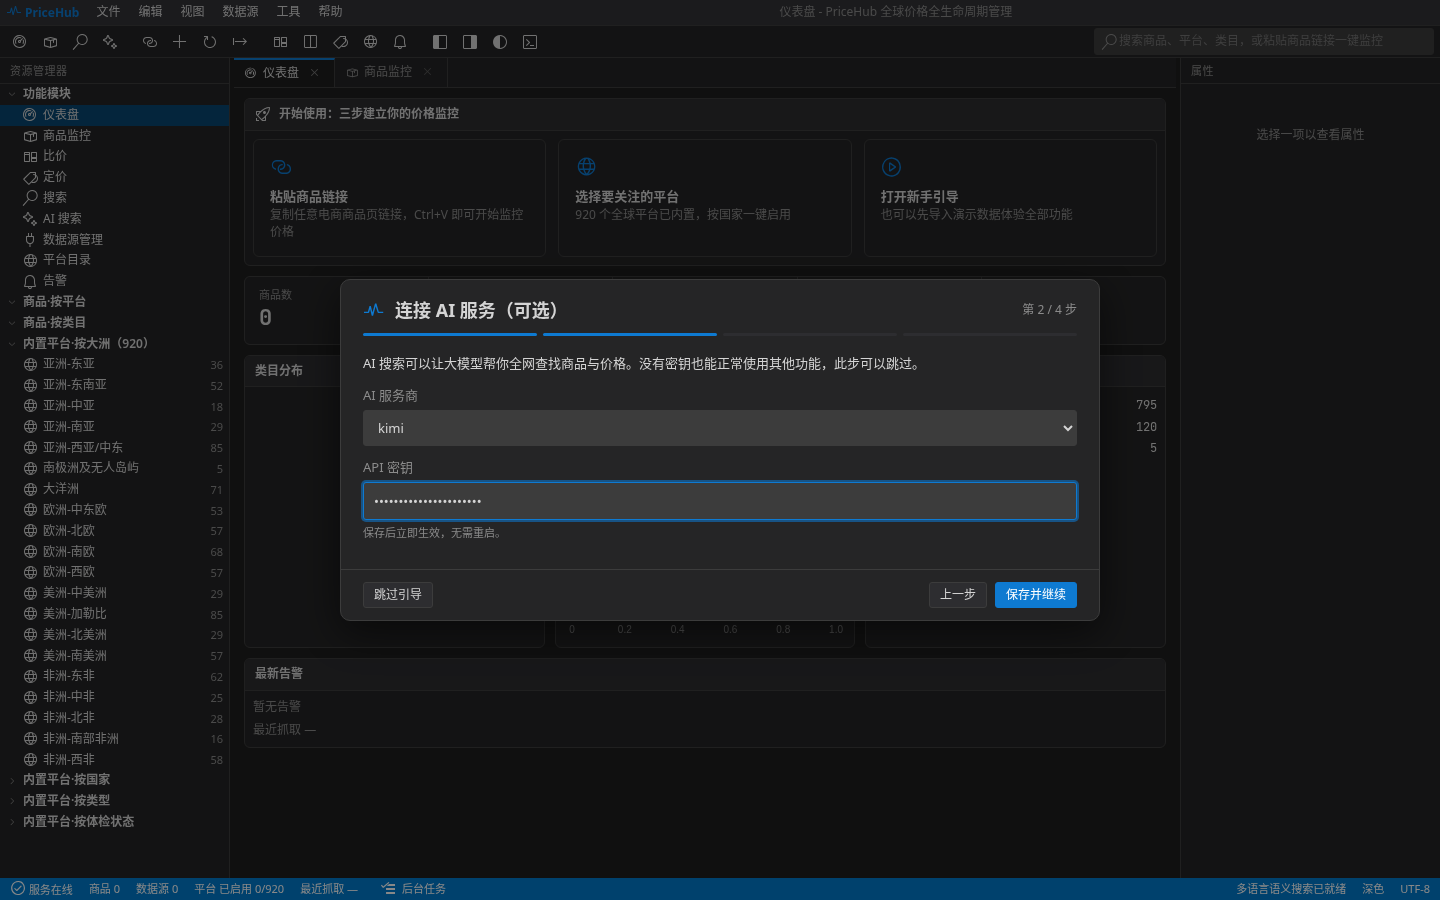 PriceHub 文件 编辑 视图 数据源 工具 帮助 仪表盘 - PriceHub 全球价格全生命周期管理
搜索商品、平台、类目，或粘贴商品链接一键监控
资源管理器
功能模块
仪表盘
商品监控
比价
定价
搜索
AI 搜索
数据源管理
平台目录
告警
商品·按平台
商品·按类目
内置平台·按大洲（920）
亚洲-东亚 36
亚洲-东南亚 52
亚洲-中亚 18
亚洲-南亚 29
亚洲-西亚/中东 85
南极洲及无人岛屿 5
大洋洲 71
欧洲-中东欧 53
欧洲-北欧 57
欧洲-南欧 68
欧洲-西欧 57
美洲-中美洲 29
美洲-加勒比 85
美洲-北美洲 29
美洲-南美洲 57
非洲-东非 62
非洲-中非 25
非洲-北非 28
非洲-南部非洲 16
非洲-西非 58
内置平台·按国家
内置平台·按类型
内置平台·按体检状态
仪表盘 商品监控
开始使用：三步建立你的价格监控
粘贴商品链接
复制任意电商商品页链接，Ctrl+V 即可开始监控
价格
选择要关注的平台
920 个全球平台已内置，按国家一键启用
打开新手引导
也可以先导入演示数据体验全部功能
商品数
0
类目分布
795
120
5
连接 AI 服务（可选）
第 2 / 4 步
AI 搜索可以让大模型帮你全网查找商品与价格。没有密钥也能正常使用其他功能，此步可以跳过。
AI 服务商
kimi
API 密钥
••••••••••••••••••••••
保存后立即生效，无需重启。
跳过引导 上一步 保存并继续
0 0.2 0.4 0.6 0.8 1.0
最新告警
暂无告警
最近抓取 —
属性
选择一项以查看属性
服务在线 商品 0 数据源 0 平台 已启用 0/920 最近抓取 — 后台任务 多语言语义搜索已就绪 深色 UTF-8